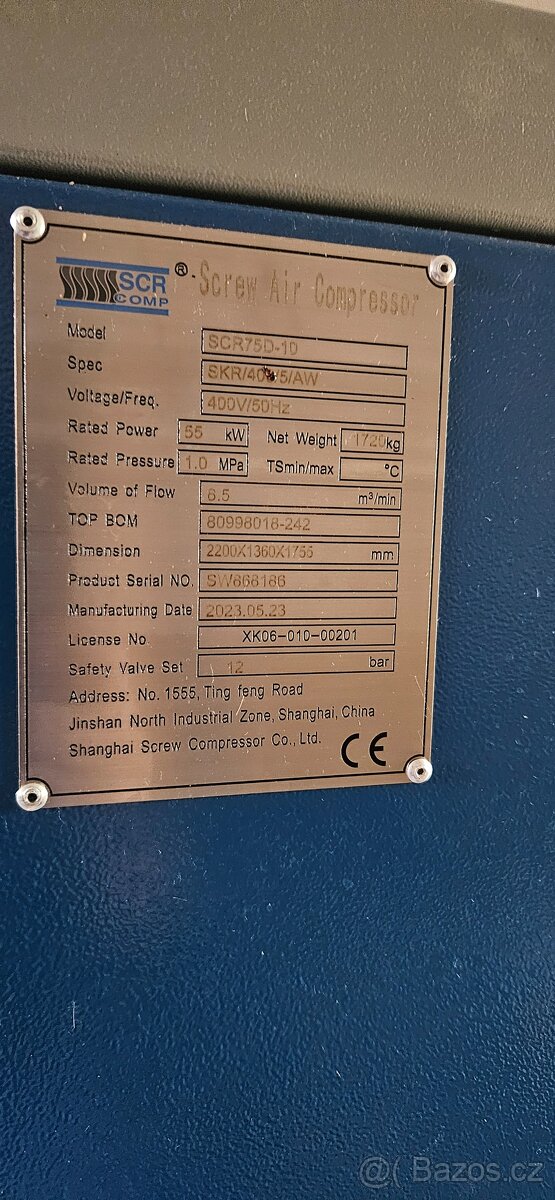 SCR COMP ® Screw Air Compressor
Model SCR75D-10
Spec
Voltage/Freq. 400V/50Hz
Rated Power 55 kW Net Weight 1720kg
Rated Pressure 1.0 MPa TSmin/max °C
Volume of Flow m³/min
TOP BOM 80998018-242
Dimension 2200X1360X1755 mm
Product Serial NO. SW668186
Manufacturing Date 2023.05.23
License No. XK06-010-00201
Safety Valve Set 12 bar
Address: No. 1555, Ting feng Road
Jinshan North Industrial Zone, Shanghai, China
Shanghai Screw Compressor Co., Ltd. CE
@( Bazos.cz